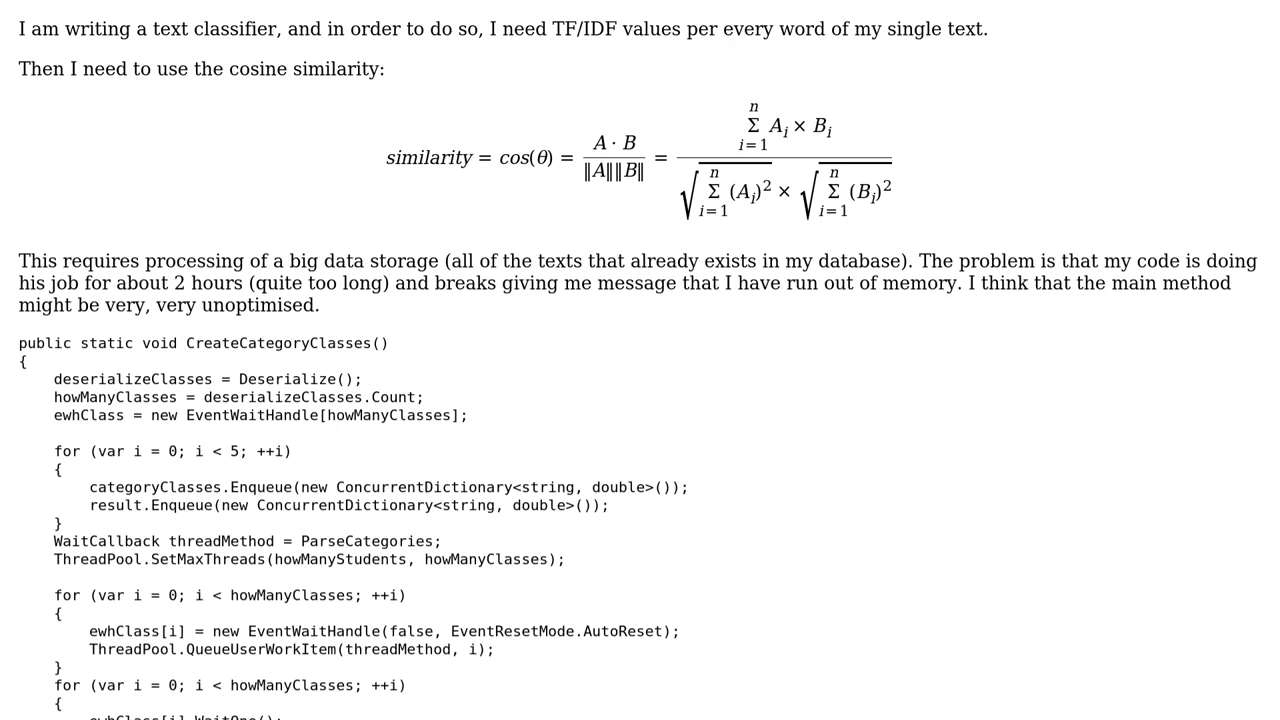 I am writing a text classifier, and in order to do so, I need TF/IDF values per every word of my single text.
Then I need to use the cosine similarity:
similarity = cos(θ) = A · B / ‖A‖‖B‖ = n Σ i=1 A_i × B_i / √ n Σ i=1 (A_i)² × √ n Σ i=1 (B_i)²
This requires processing of a big data storage (all of the texts that already exists in my database). The problem is that my code is doing
his job for about 2 hours (quite too long) and breaks giving me message that I have run out of memory. I think that the main method
might be very, very unoptimised.
public static void CreateCategoryClasses()
{
    deserializeClasses = Deserialize();
    howManyClasses = deserializeClasses.Count;
    ewhClass = new EventWaitHandle[howManyClasses];
    for (var i = 0; i < 5; ++i)
    {
        categoryClasses.Enqueue(new ConcurrentDictionary<string, double>());
        result.Enqueue(new ConcurrentDictionary<string, double>());
    }
    WaitCallback threadMethod = ParseCategories;
    ThreadPool.SetMaxThreads(howManyStudents, howManyClasses);
    for (var i = 0; i < howManyClasses; ++i)
    {
        ewhClass[i] = new EventWaitHandle(false, EventResetMode.AutoReset);
        ThreadPool.QueueUserWorkItem(threadMethod, i);
    }
    for (var i = 0; i < howManyClasses; ++i)
    {
        ewhClass[i].WaitOne();